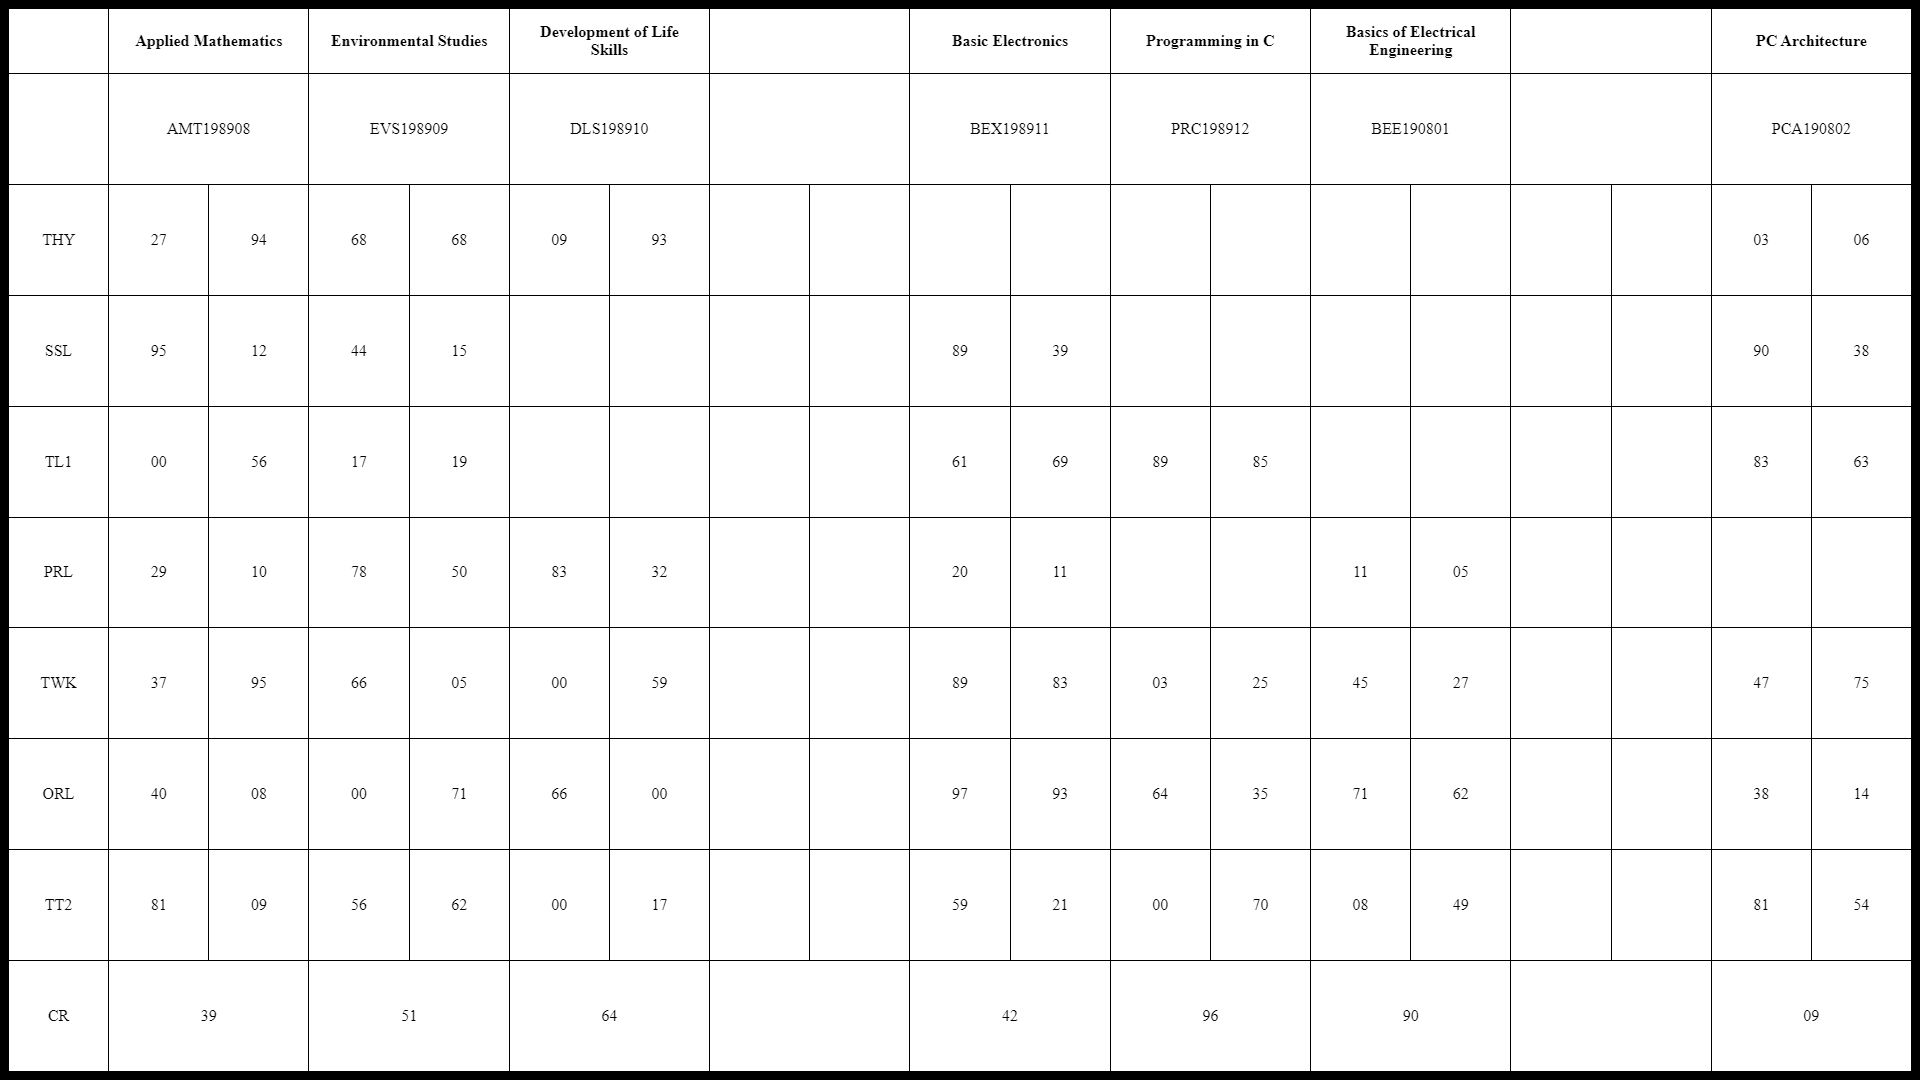 Applied Mathematics Environmental Studies Development of Life Skills Basic Electronics Programming in C Basics of Electrical Engineering PC Architecture
AMT198908 EVS198909 DLS198910 BEX198911 PRC198912 BEE190801 PCA190802
THY 27 94 68 68 09 93 03 06
SSL 95 12 44 15 89 39 90 38
TL1 00 56 17 19 61 69 89 85 83 63
PRL 29 10 78 50 83 32 20 11 11 05
TWK 37 95 66 05 00 59 89 83 03 25 45 27 47 75
ORL 40 08 00 71 66 00 97 93 64 35 71 62 38 14
TT2 81 09 56 62 00 17 59 21 00 70 08 49 81 54
CR 39 51 64 42 96 90 09